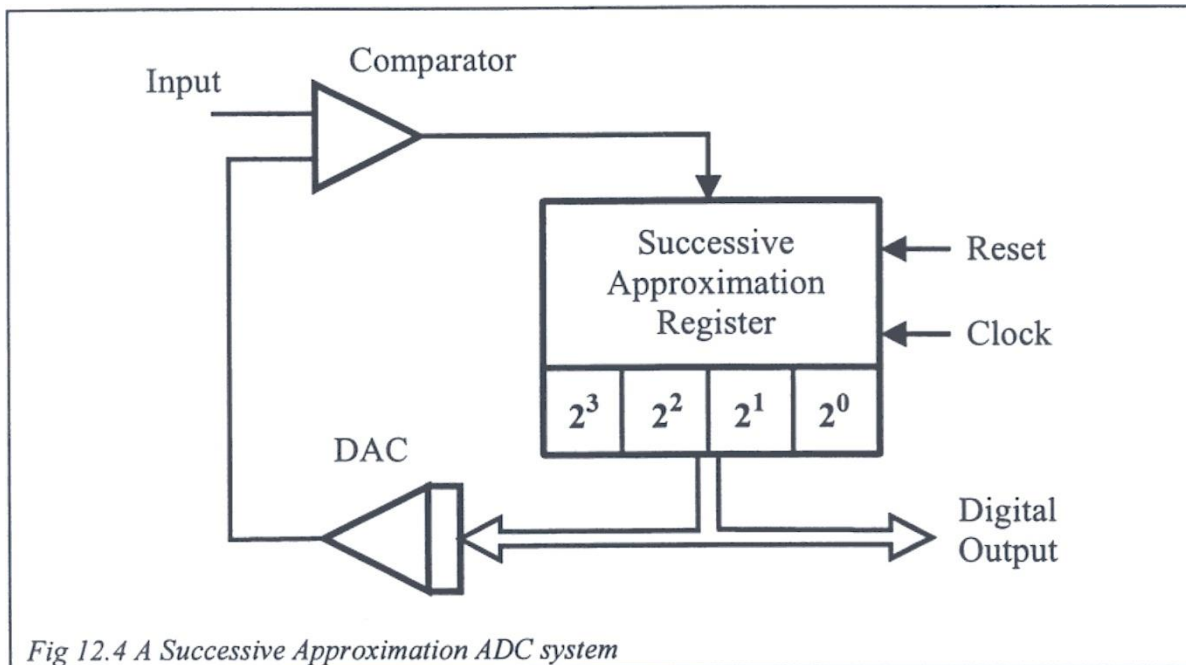 Comparator
Input
Successive
Approximation
Register
Reset
Clock
2³ 2² 2¹ 2⁰
DAC
Digital
Output
Fig 12.4 A Successive Approximation ADC system